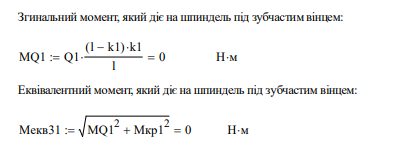 Згинальний момент, який діє на шпиндель під зубчастим вінцем:
MQ1 := Q1·((l − k1)·k1)/l = 0 Н·м
Еквівалентний момент, який діє на шпиндель під зубчастим вінцем:
Мекв31 := √(MQ1² + Мкр1²) = 0 Н·м